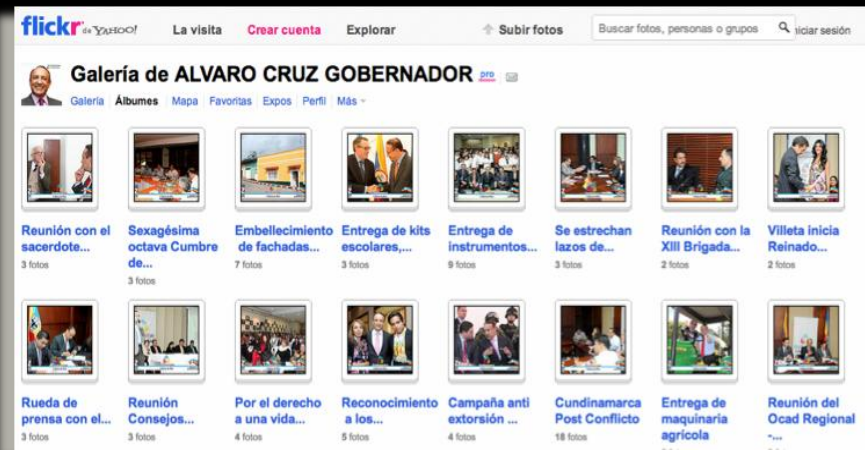 flickr de YAHOO! La visita Crear cuenta Explorar Subir fotos Buscar fotos, personas o grupos niciar sesión
Galería de ALVARO CRUZ GOBERNADOR pro
Galería Álbumes Mapa Favoritas Expos Perfil Más
Reunión con el sacerdote...
3 fotos
Sexagésima octava Cumbre de...
3 fotos
Embellecimiento de fachadas...
7 fotos
Entrega de kits escolares,...
3 fotos
Entrega de instrumentos...
9 fotos
Se estrechan lazos de...
3 fotos
Reunión con la XIII Brigada...
2 fotos
Villeta inicia Reinado...
2 fotos
Rueda de prensa con el...
3 fotos
Reunión Consejos...
3 fotos
Por el derecho a una vida...
4 fotos
Reconocimiento a los...
5 fotos
Campaña anti extorsión ...
4 fotos
Cundinamarca Post Conflicto
18 fotos
Entrega de maquinaria agrícola
Reunión del Ocad Regional -...